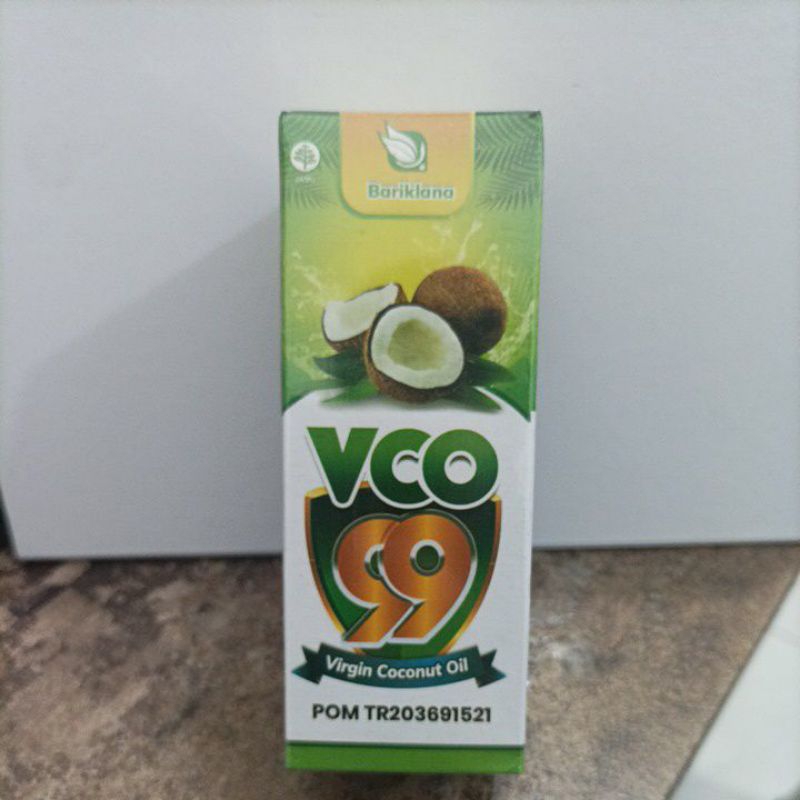 Bariklana
VCO
99
Virgin Coconut Oil
POM TR203691521